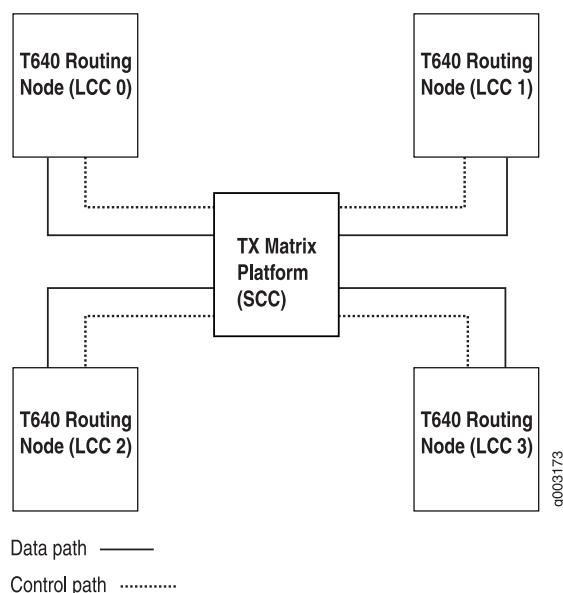 T640 Routing
Node (LCC 0)
T640 Routing
Node (LCC 1)
TX Matrix
Platform
(SCC)
T640 Routing
Node (LCC 2)
T640 Routing
Node (LCC 3)
g003173
Data path
Control path